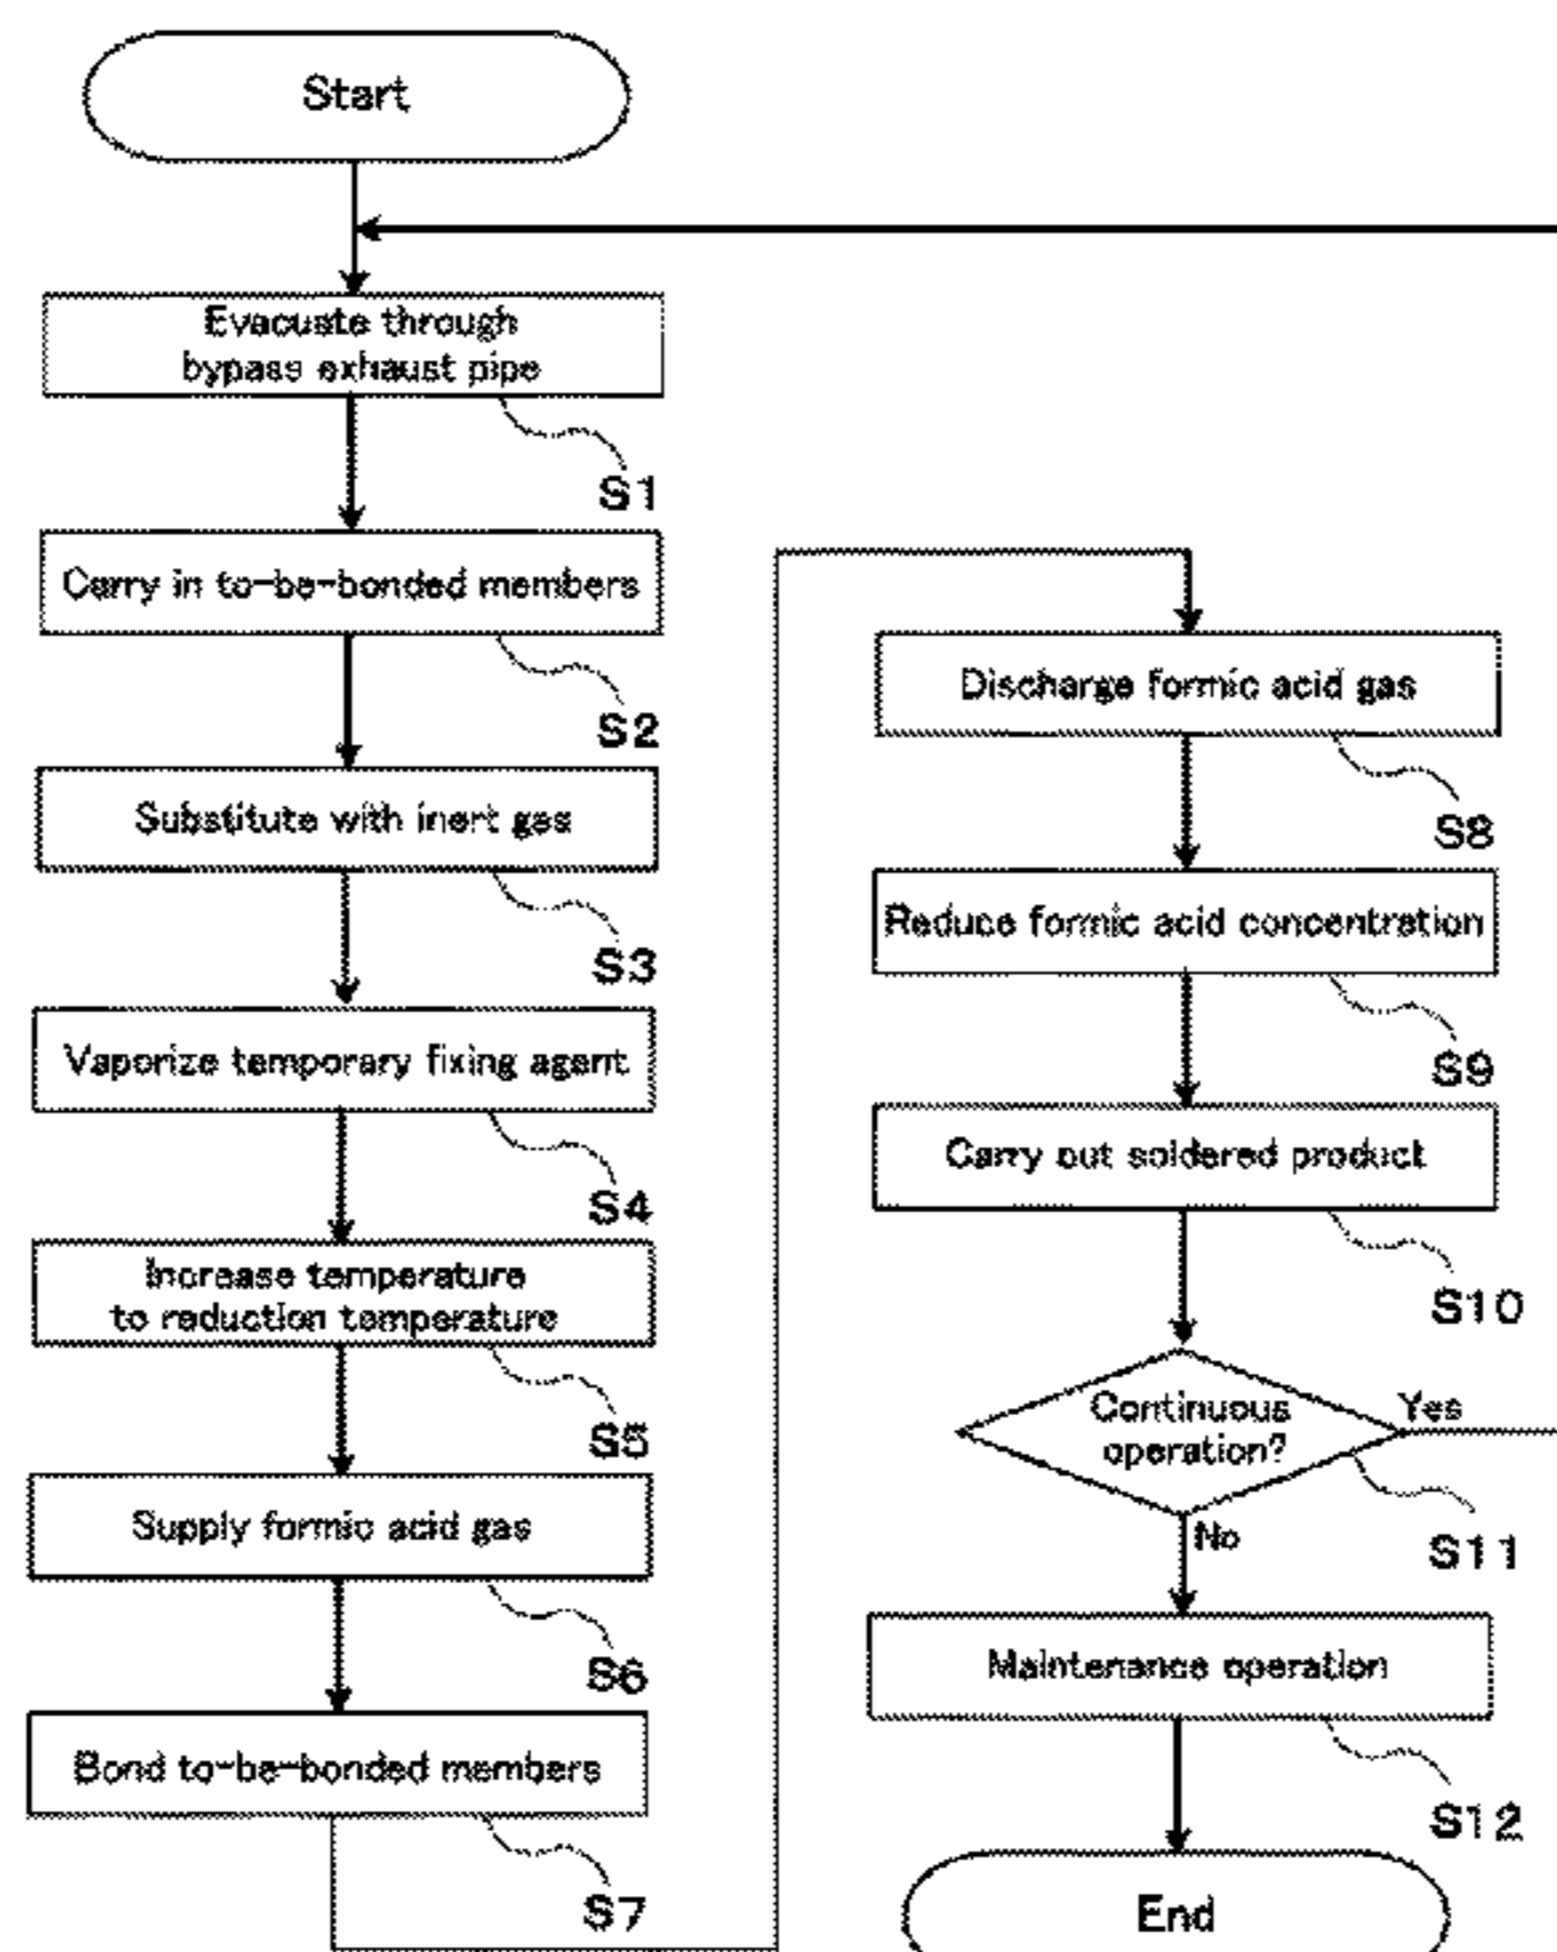 Start
Evacuate through
bypass exhaust pipe
S1
Carry in to-be-bonded members
S2
Substitute with inert gas
S3
Vaporize temporary fixing agent
S4
Increase temperature
to reduction temperature
S5
Supply formic acid gas
S6
Bond to-be-bonded members
S7
Discharge formic acid gas
S8
Reduce formic acid concentration
S9
Carry out soldered product
S10
Continuous
operation?
Yes
No
S11
Maintenance operation
S12
End